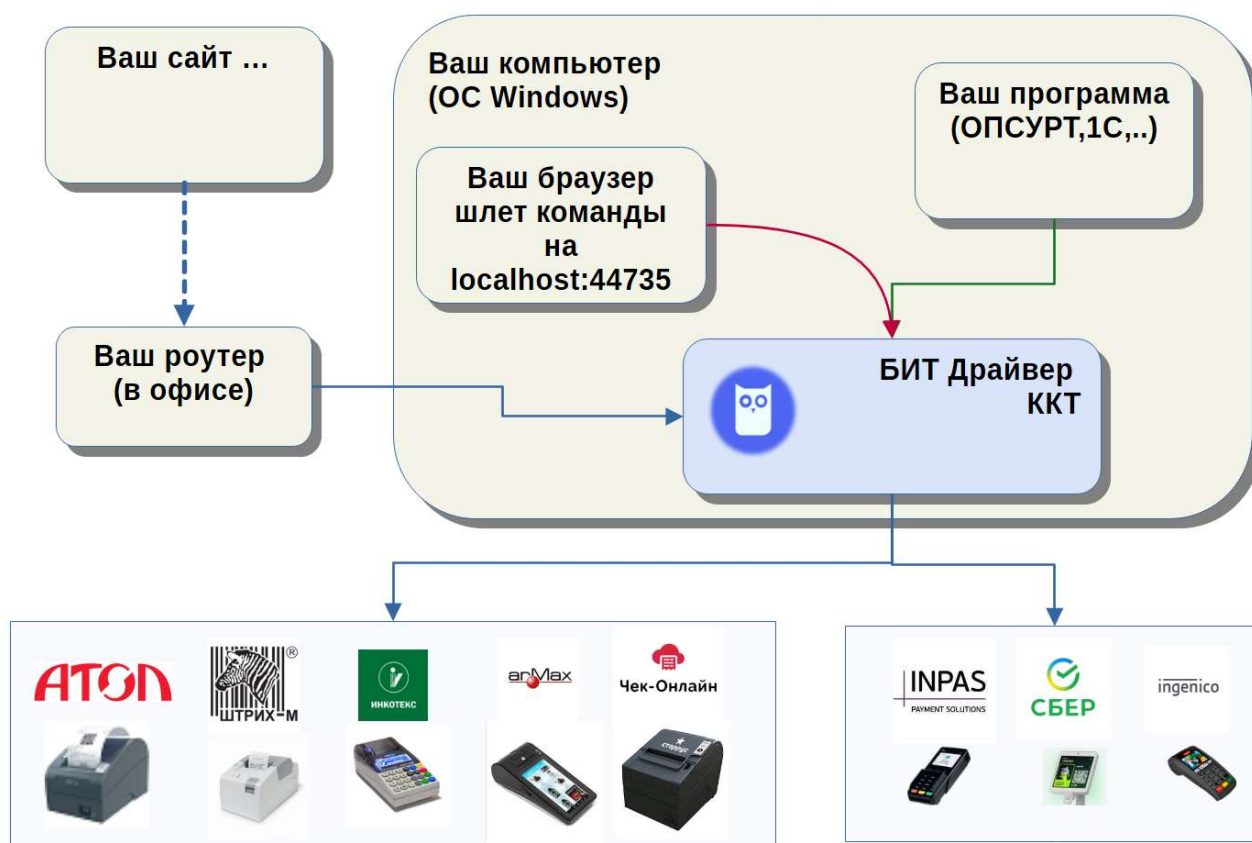 Ваш сайт ...
Ваш компьютер
(ОС Windows)
Ваш программа
(ОПСУРТ,1С,..)
Ваш браузер
шлет команды
на
localhost:44735
Ваш роутер
(в офисе)
БИТ Драйвер
ККТ
АТОЛ
ШТРИХ-М
®
ИНКОТЕКС
arMax
Чек-Онлайн
INPAS
PAYMENT SOLUTIONS
СБЕР
ingenico